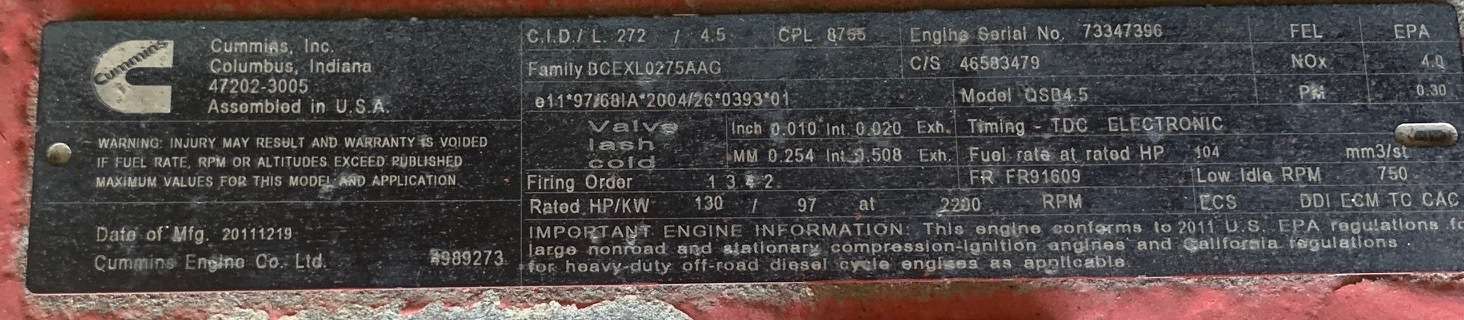 Cummins
Cummins, Inc.
Columbus, Indiana
47202-3005
Assembled in U.S.A.
WARNING: INJURY MAY RESULT AND WARRANTY IS VOIDED
IF FUEL RATE, RPM OR ALTITUDES EXCEED PUBLISHED
MAXIMUM VALUES FOR THIS MODEL AND APPLICATION
Date of Mfg. 20111219
Cummins Engine Co. Ltd. 4989273
C.I.D./ L. 272 / 4.5 CPL 8755 Engine Serial No. 73347396 FEL EPA
Family BCEXL0275AAG C/S 46583479 NOx 4.0
e11*97/68IA*2004/26*0393*01 Model QSB4.5 PM 0.30
Valve Inch 0.010 Int. 0.020 Exh. Timing - TDC ELECTRONIC
lash
cold MM 0.254 Int. 0.508 Exh. Fuel rate at rated HP 104 mm3/st
Firing Order 1 3 4 2 FR FR91609 Low Idle RPM 750
Rated HP/KW 130 / 97 at 2200 RPM ECS DDI ECM TC CAC
IMPORTANT ENGINE INFORMATION: This engine conforms to 2011 U.S. EPA regulations
large nonroad and stationary compression-ignition engines and California regulations
for heavy-duty off-road diesel cycle engines as applicable.